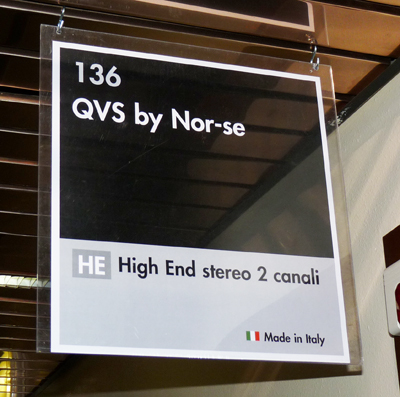 136
QVS by Nor-se
HE High End stereo 2 canali
Made in Italy